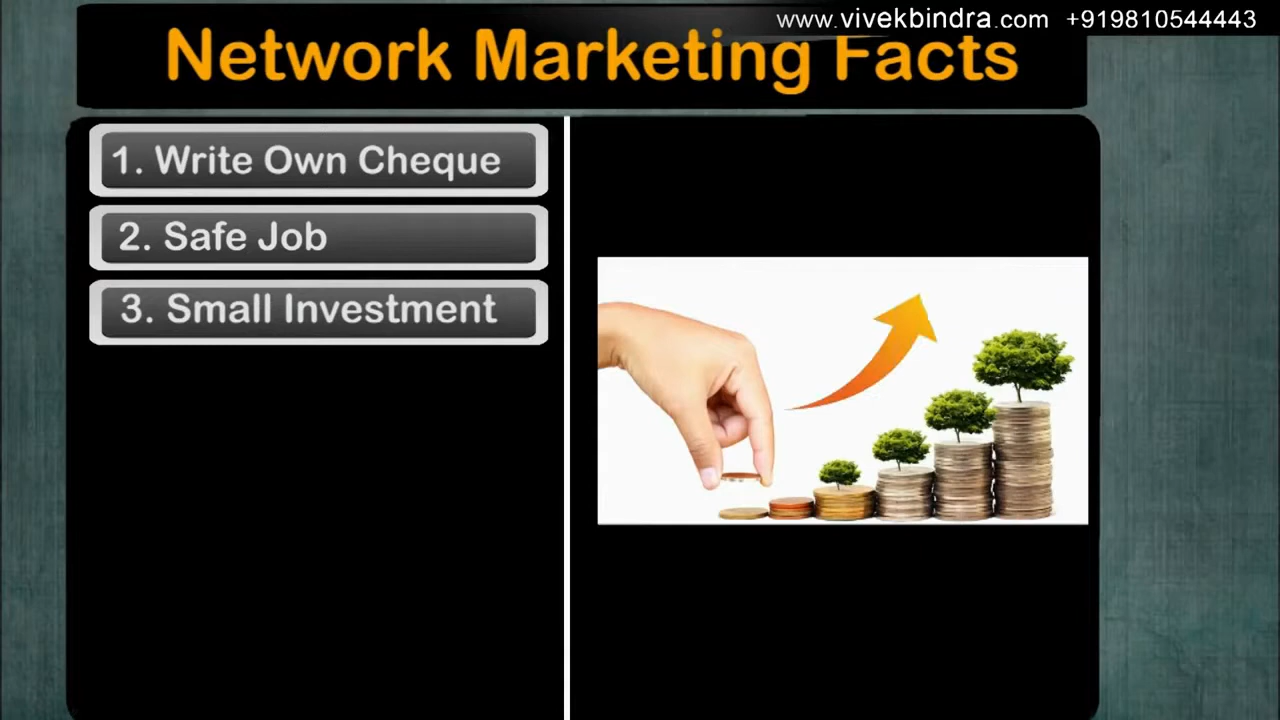 www.vivekbindra.com +919810544443
Network Marketing Facts
1. Write Own Cheque
2. Safe Job
3. Small Investment